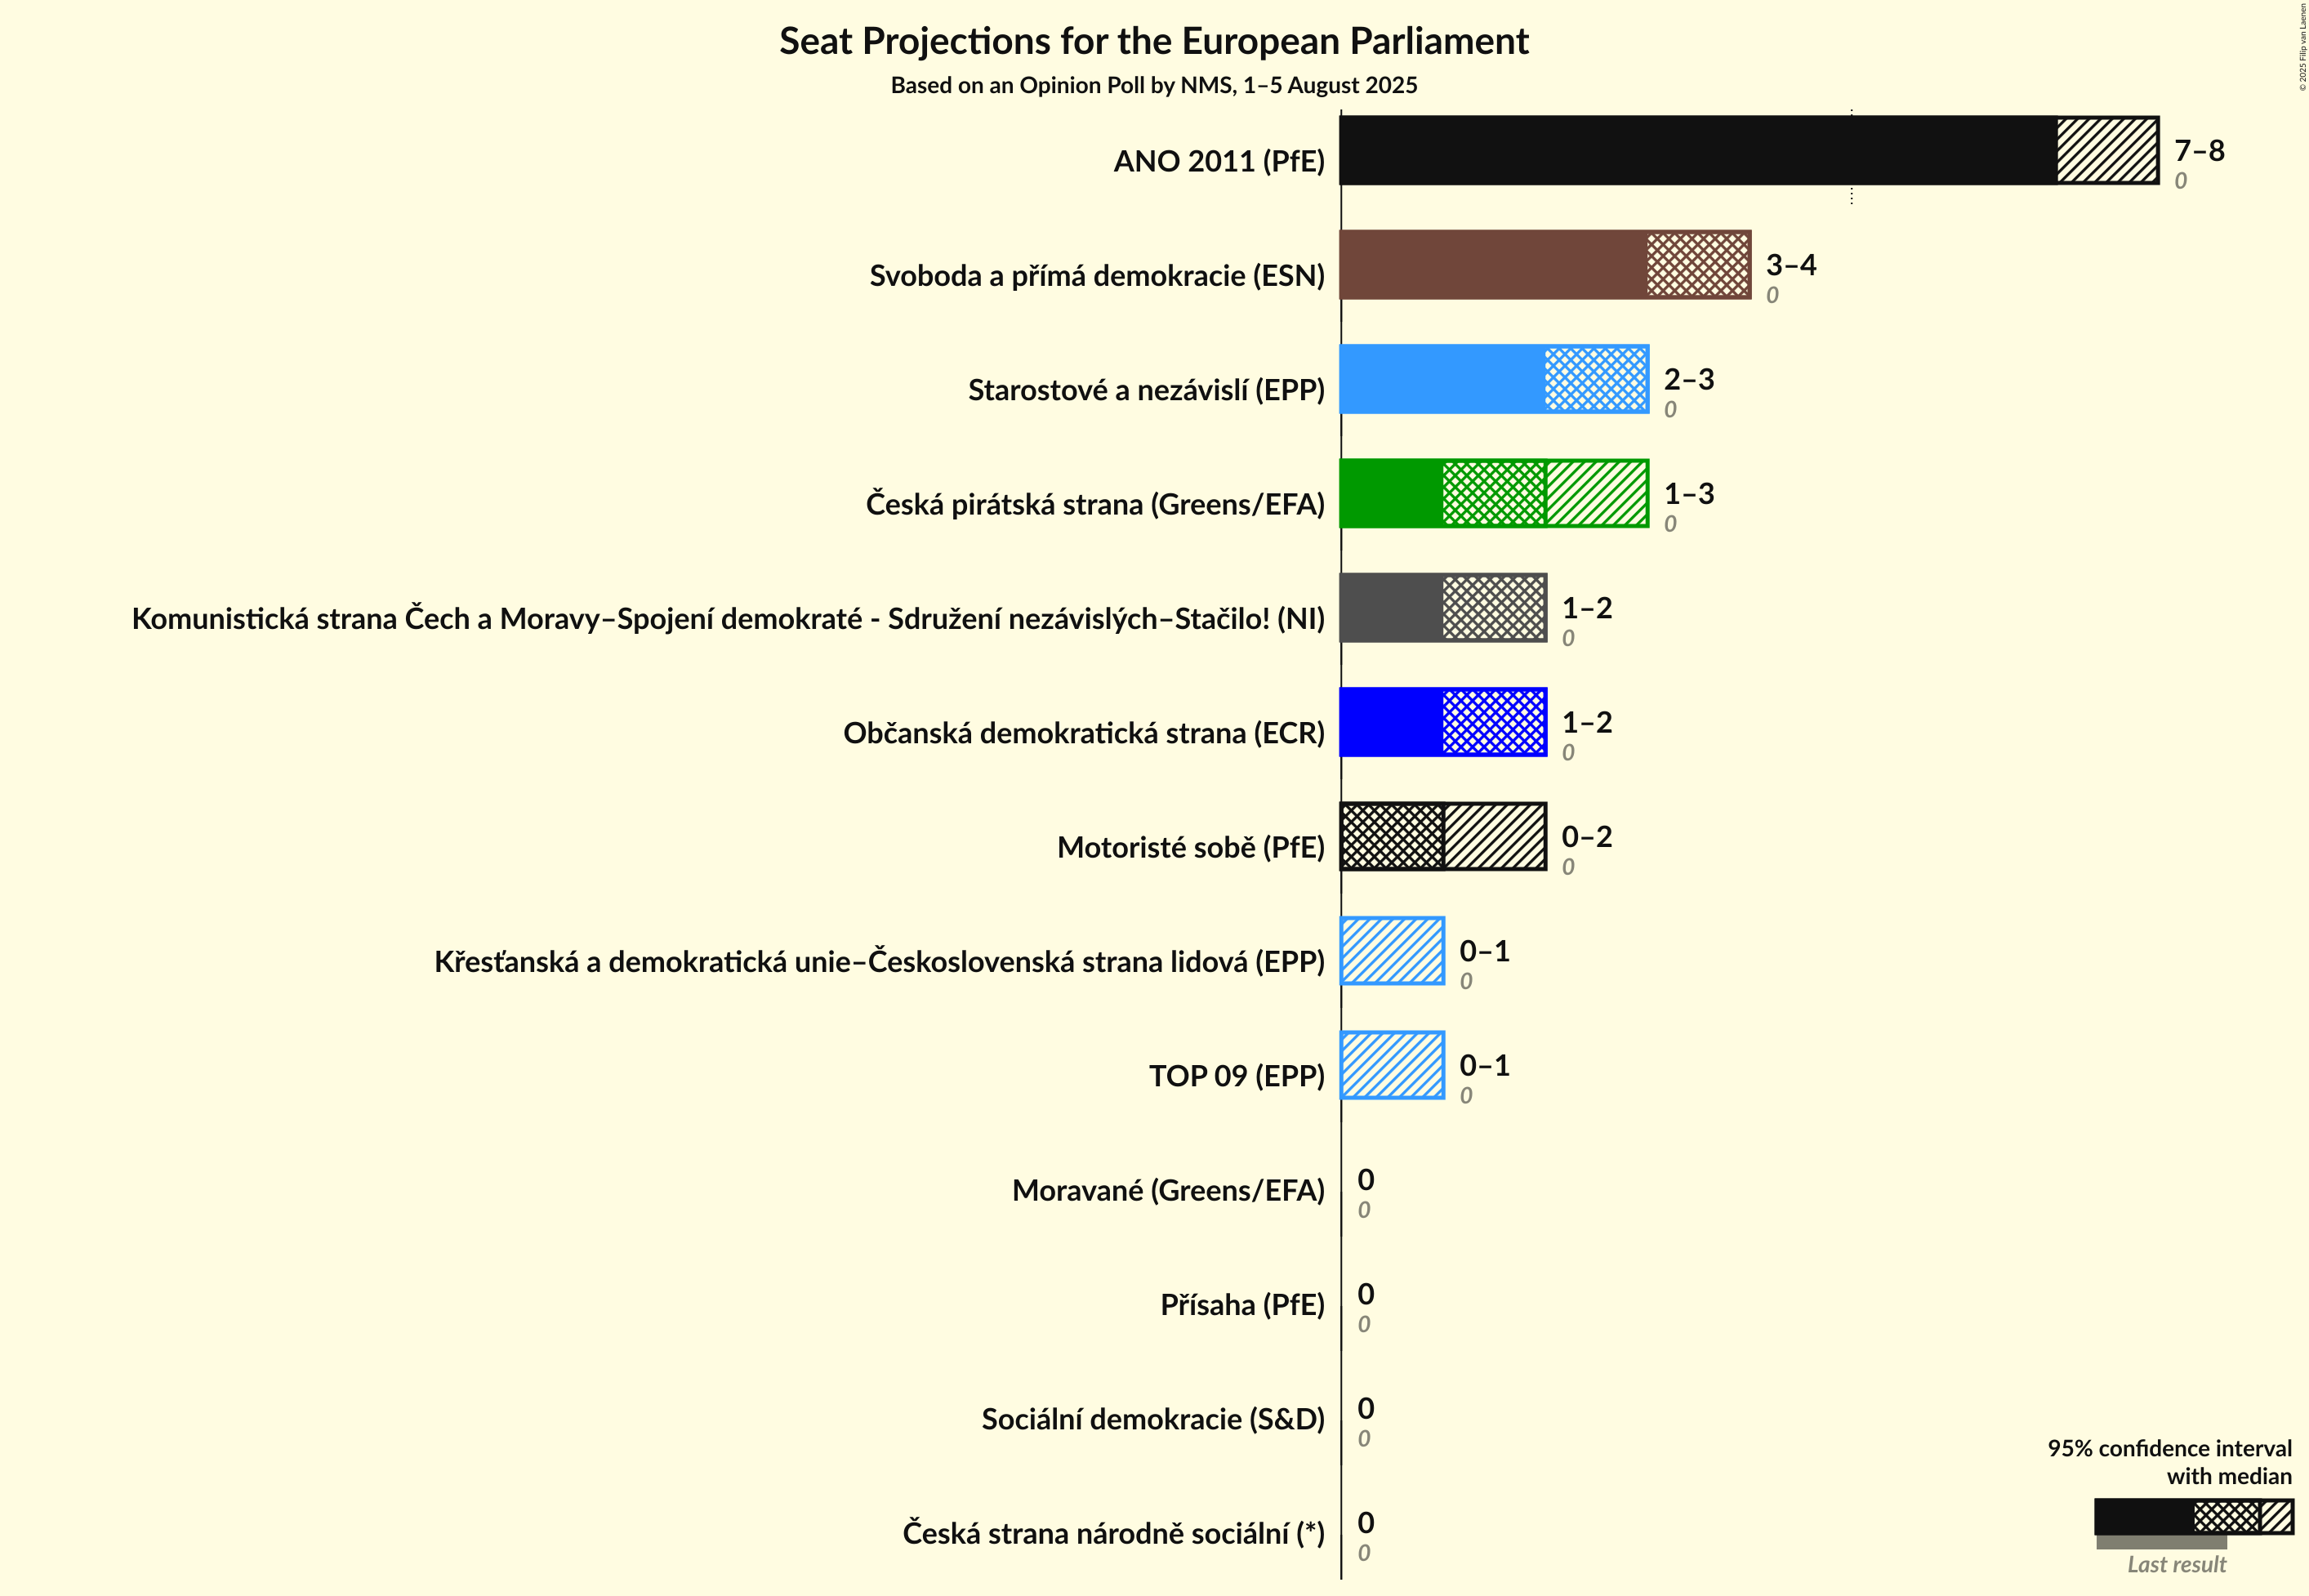 © 2025 Filip van Laenen
Seat Projections for the European Parliament
Based on an Opinion Poll by NMS, 1–5 August 2025
ANO 2011 (PfE)
7–8
0
Svoboda a přímá demokracie (ESN)
3–4
0
Starostové a nezávislí (EPP)
2–3
0
Česká pirátská strana (Greens/EFA)
1–3
0
Komunistická strana Čech a Moravy–Spojení demokraté - Sdružení nezávislých–Stačilo! (NI)
1–2
0
Občanská demokratická strana (ECR)
1–2
0
Motoristé sobě (PfE)
0–2
0
Křesťanská a demokratická unie–Československá strana lidová (EPP)
0–1
0
TOP 09 (EPP)
0–1
0
Moravané (Greens/EFA)
0
0
Přísaha (PfE)
0
0
Sociální demokracie (S&D)
0
0
Česká strana národně sociální (*)
0
0
95% confidence interval
with median
Last result